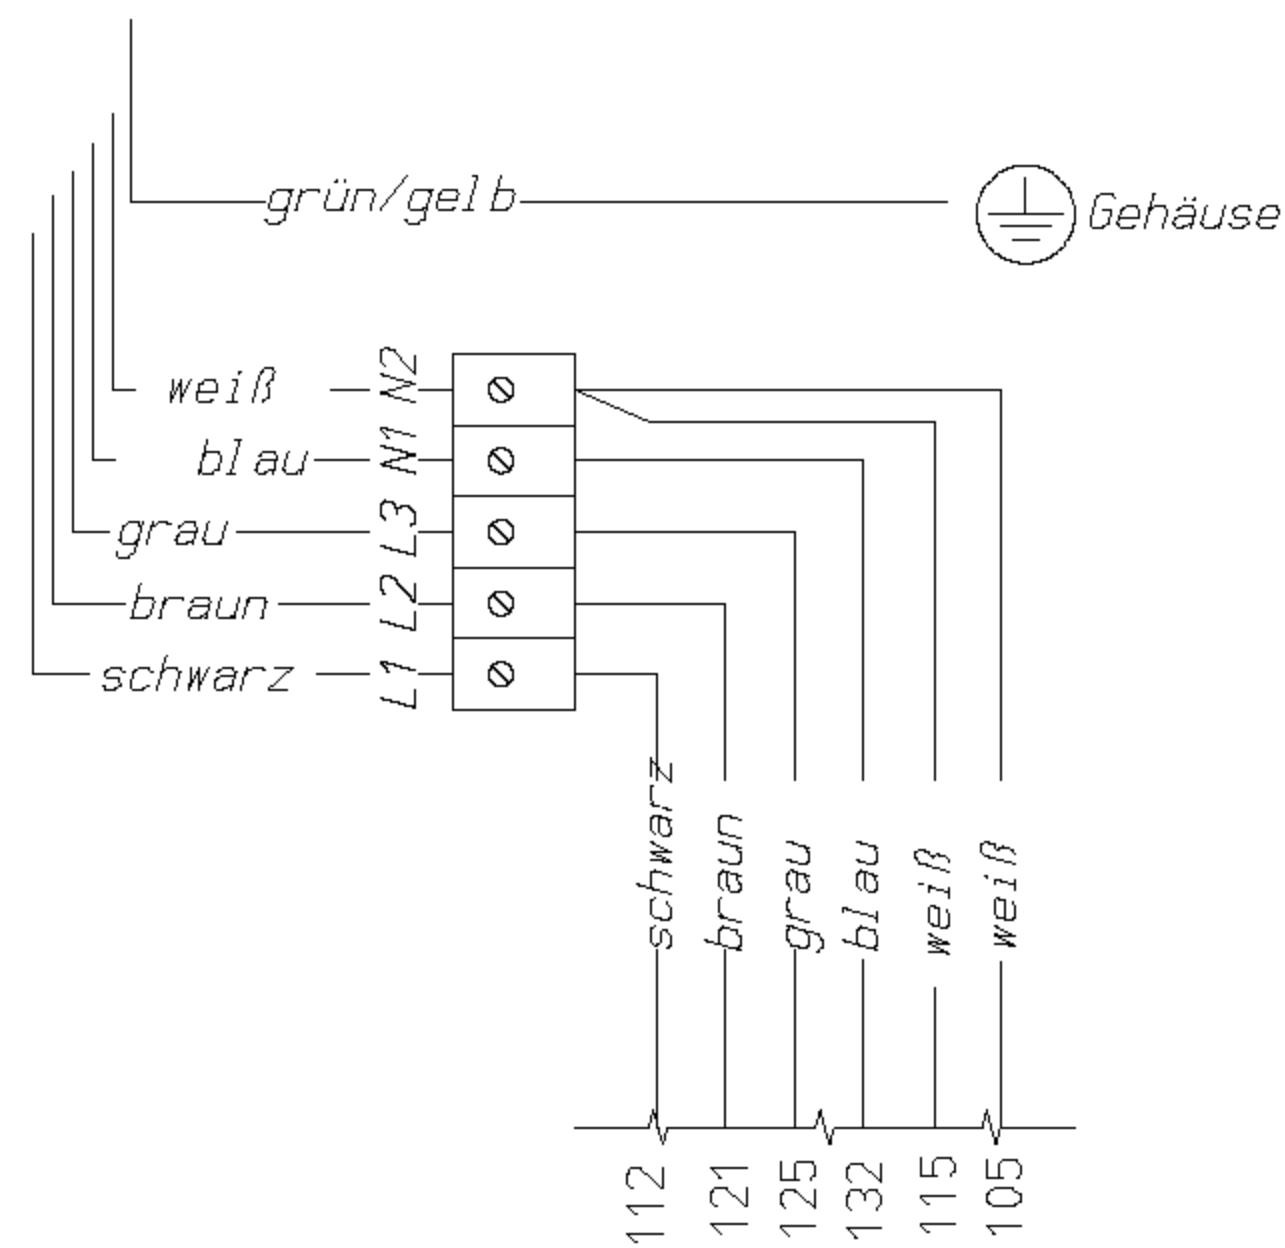 grün/gelb
Gehäuse
weiß N2
blau N1
grau L3
braun L2
schwarz L1
schwarz
braun
grau
blau
weiß
weiß
112
121
125
132
115
105